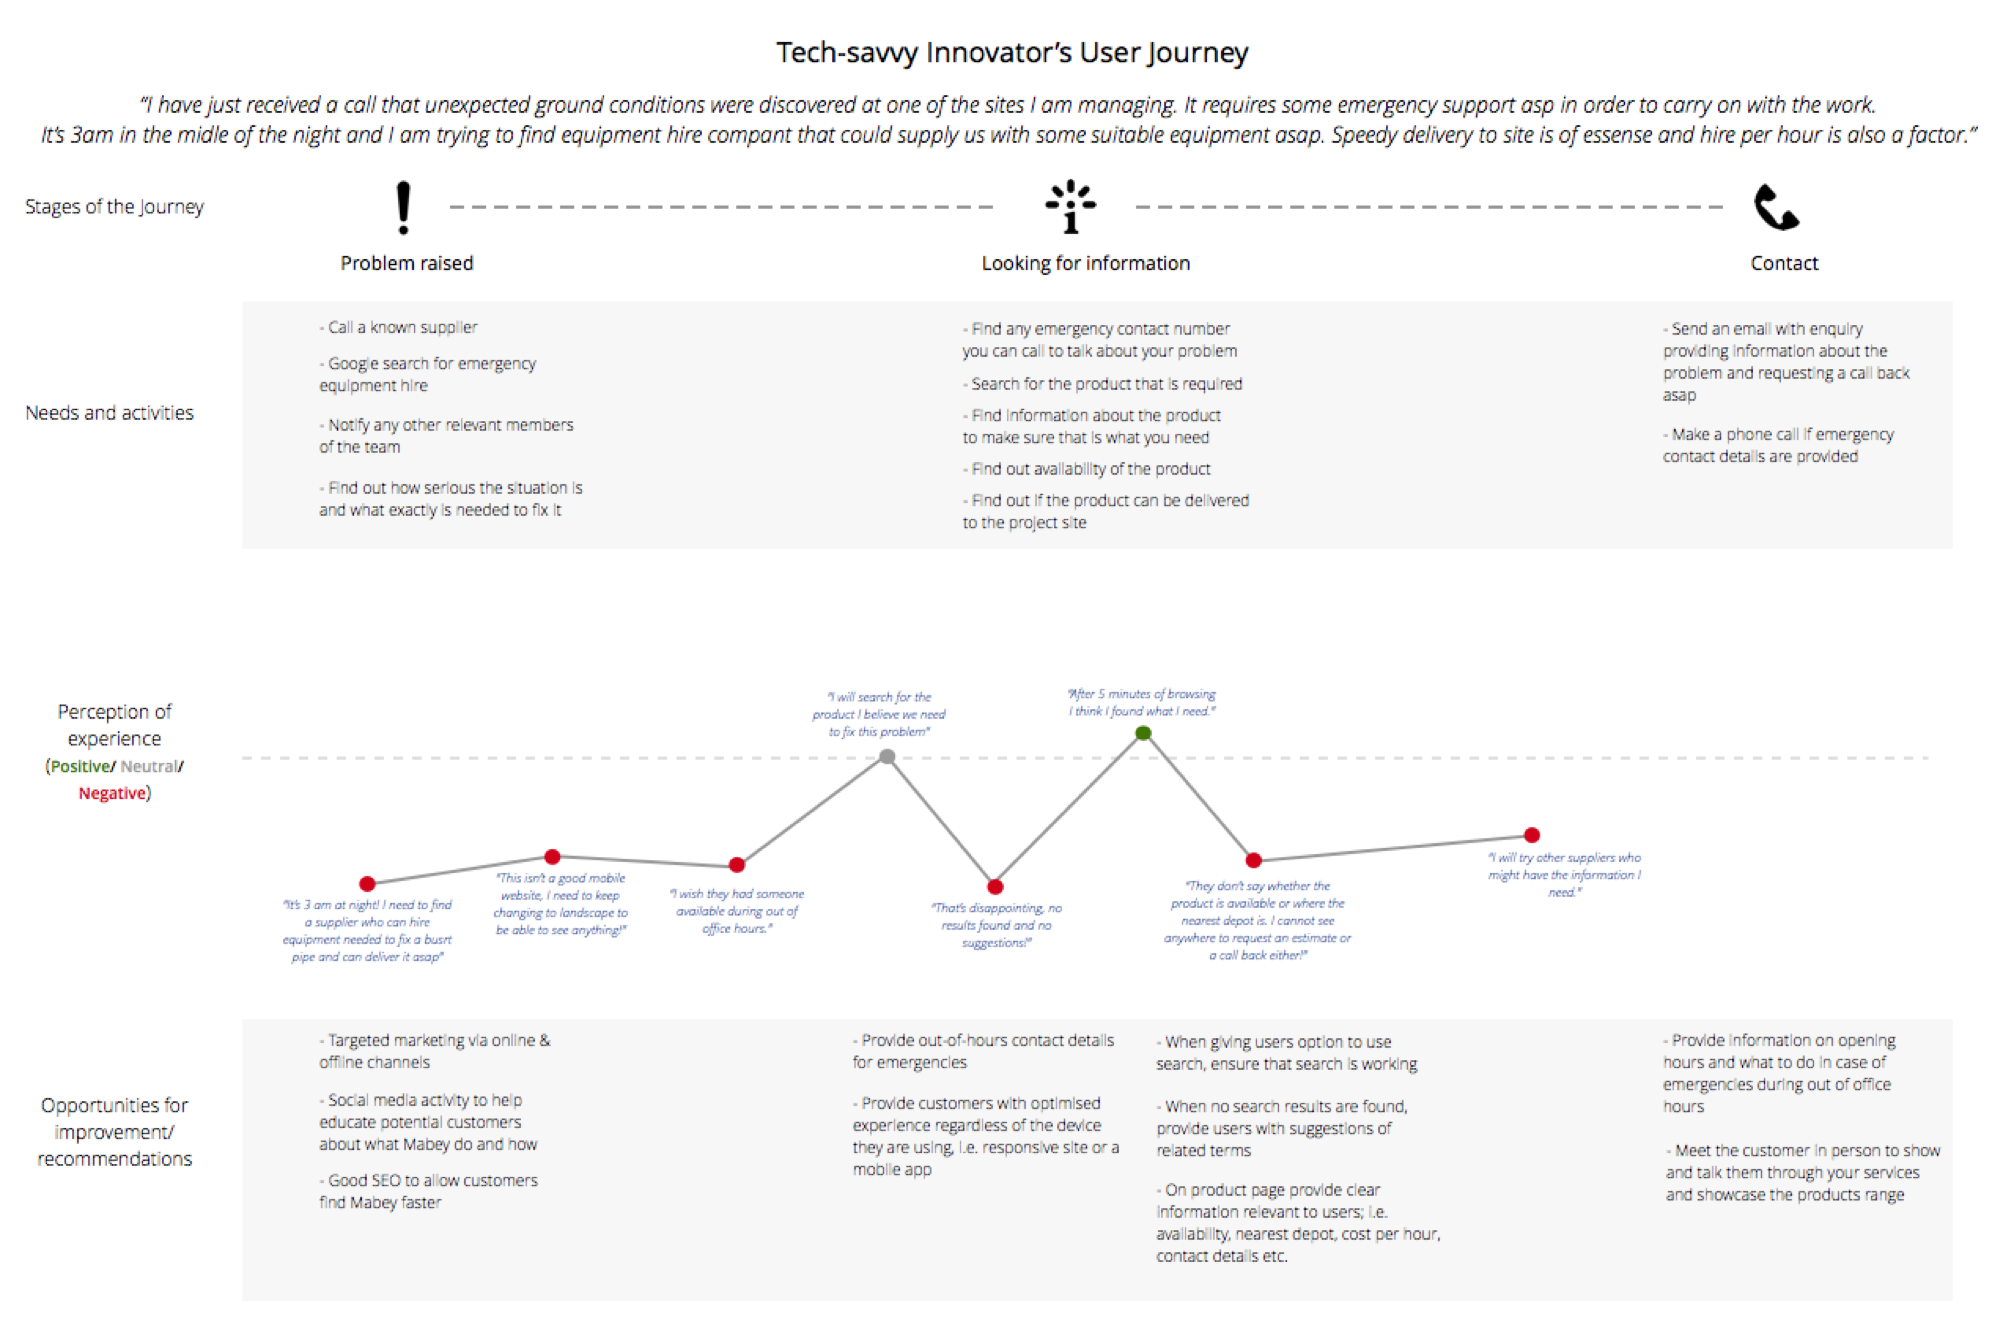 Tech-savvy Innovator's User Journey
"I have just received a call that unexpected ground conditions were discovered at one of the sites I am managing. It requires some emergency support asp in order to carry on with the work.
It's 3am in the midle of the night and I am trying to find equipment hire compant that could supply us with some suitable equipment asap. Speedy delivery to site is of essense and hire per hour is also a factor."
Stages of the Journey
Problem raised
Looking for information
Contact
Needs and activities
- Call a known supplier
- Google search for emergency
equipment hire
- Notify any other relevant members
of the team
- Find out how serious the situation is
and what exactly is needed to fix it
- Find any emergency contact number
you can call to talk about your problem
- Search for the product that is required
- Find information about the product
to make sure that is what you need
- Find out availability of the product
- Find out if the product can be delivered
to the project site
- Send an email with enquiry
providing information about the
problem and requesting a call back
asap
- Make a phone call if emergency
contact details are provided
Perception of
experience
(Positive/ Neutral/
Negative)
"It's 3 am at night! I need to find
a supplier who can hire
equipment needed to fix a busrt
pipe and can deliver it asap"
"This isn't a good mobile
website, I need to keep
changing to landscape to
be able to see anything!"
"I wish they had someone
available during out of
office hours."
"I will search for the
product I believe we need
to fix this problem"
"That's disappointing, no
results found and no
suggestions!"
"After 5 minutes of browsing
I think I found what I need."
"They don't say whether the
product is available or where the
nearest depot is. I cannot see
anywhere to request an estimate or
a call back either!"
"I will try other suppliers who
might have the information I
need."
Opportunities for
improvement/
recommendations
- Targeted marketing via online &
offline channels
- Social media activity to help
educate potential customers
about what Mabey do and how
- Good SEO to allow customers
find Mabey faster
- Provide out-of-hours contact details
for emergencies
- Provide customers with optimised
experience regardless of the device
they are using, i.e. responsive site or a
mobile app
- When giving users option to use
search, ensure that search is working
- When no search results are found,
provide users with suggestions of
related terms
- On product page provide clear
information relevant to users; i.e.
availability, nearest depot, cost per hour,
contact details etc.
- Provide information on opening
hours and what to do in case of
emergencies during out of office
hours
- Meet the customer in person to show
and talk them through your services
and showcase the products range